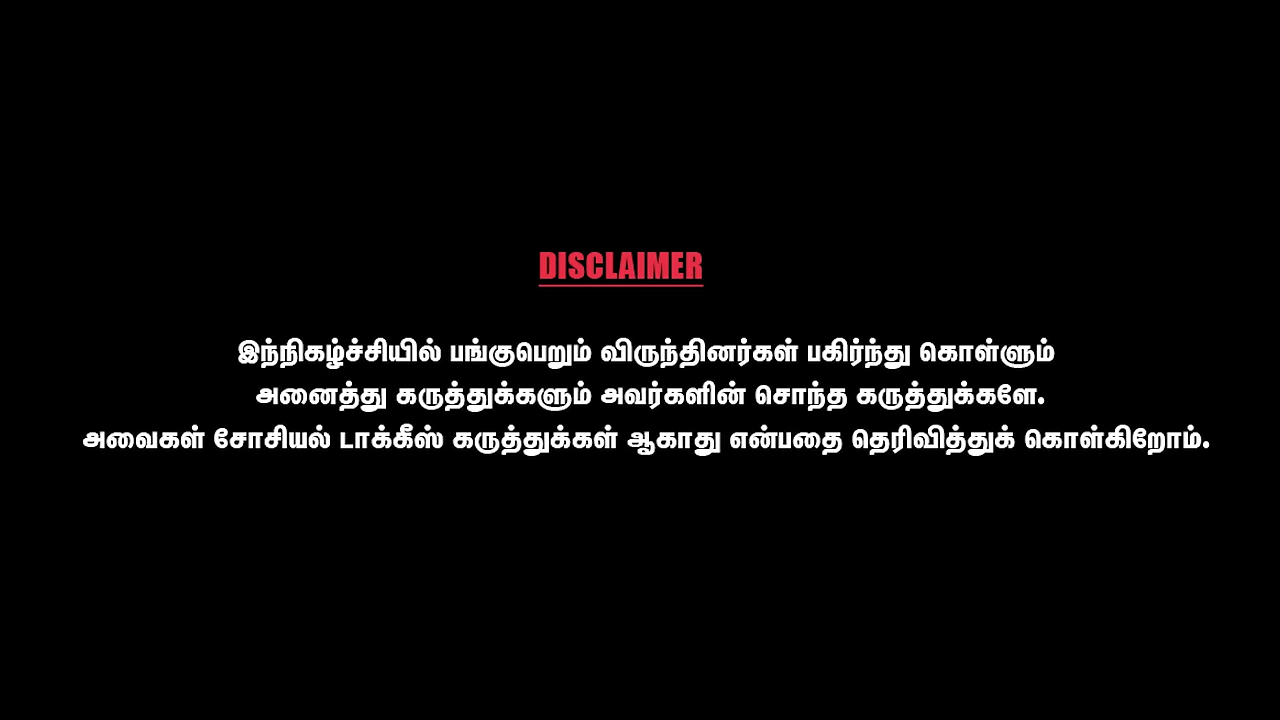 DISCLAIMER
இந்நிகழ்ச்சியில் பங்குபெறும் விருந்தினர்கள் பகிர்ந்து கொள்ளும்
அனைத்து கருத்துக்களும் அவர்களின் சொந்த கருத்துக்களே.
அவைகள் சோசியல் டாக்கீஸ் கருத்துக்கள் ஆகாது என்பதை தெரிவித்துக் கொள்கிறோம்.